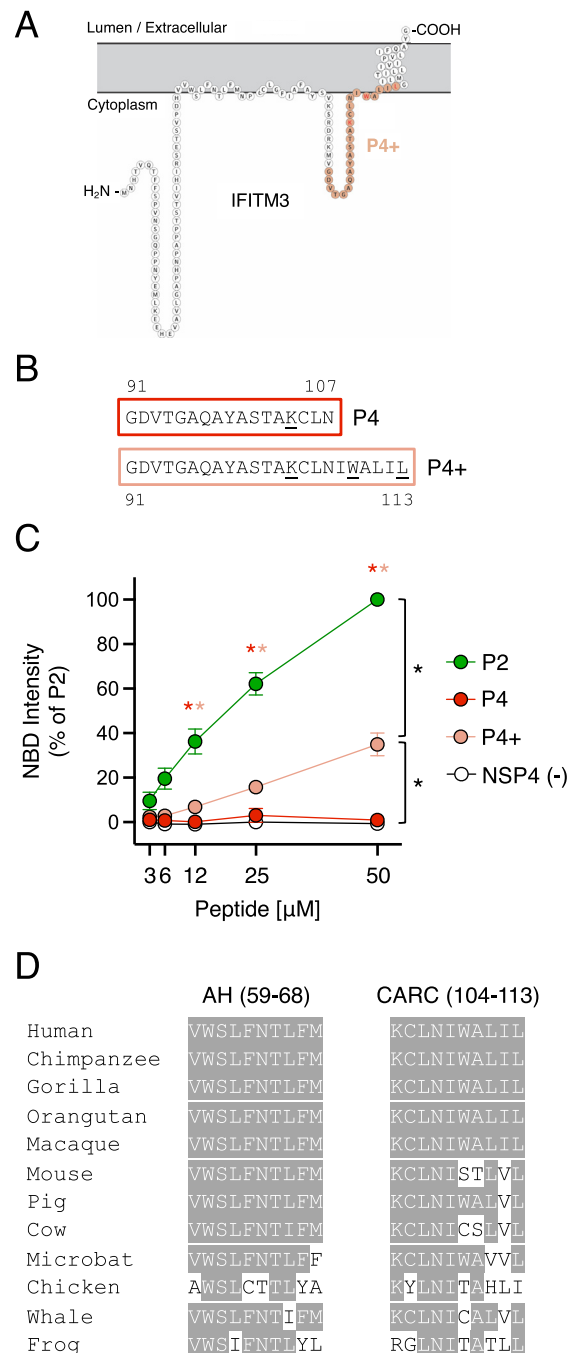 A
Lumen / Extracellular
-COOH
Cytoplasm
P4+
H₂N -
IFITM3
B
91 107
GDVTGAQAYASTAKCLN P4
GDVTGAQAYASTAKCLNIWALIL P4+
91 113
C
NBD Intensity
(% of P2)
100
80
60
40
20
0
* *
* *
* *
*
*
P2
P4
P4+
NSP4 (-)
3 6 12 25 50
Peptide [µM]
D
AH (59-68) CARC (104-113)
Human VWSLFNTLFM KCLNIWALIL
Chimpanzee VWSLFNTLFM KCLNIWALIL
Gorilla VWSLFNTLFM KCLNIWALIL
Orangutan VWSLFNTLFM KCLNIWALIL
Macaque VWSLFNTLFM KCLNIWALIL
Mouse VWSLFNTLFM KCLNISTLVL
Pig VWSLFNTLFM KCLNIWALVL
Cow VWSLFNTIFM KCLNICSLVL
Microbat VWSLFNTLFF KCLNIWAVVL
Chicken AWSLCTTLYA KYLNITAHLI
Whale VWSLFNTIFM KCLNICALVL
Frog VWSIFNTLYL RGLNITATLL